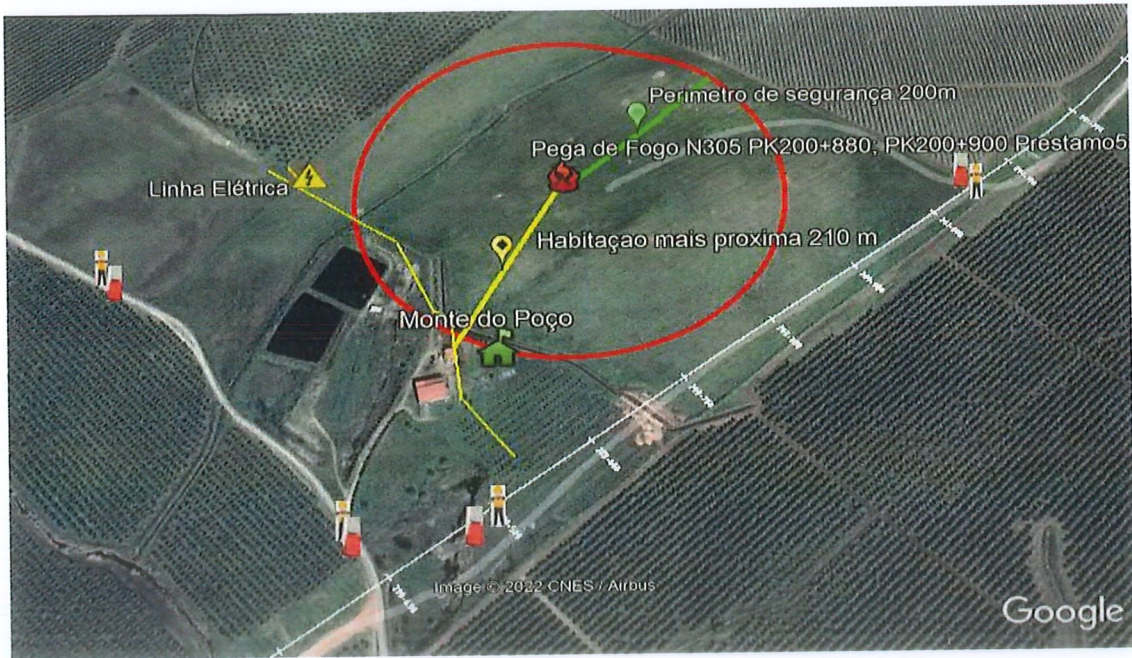 Perimetro de segurança 200m
Pega de Fogo N305 PK200+880; PK200+900 Prestamo5
Linha Elétrica
Habitaçao mais proxima 210 m
Monte do Poço
Image © 2022 CNES / Airbus
Google